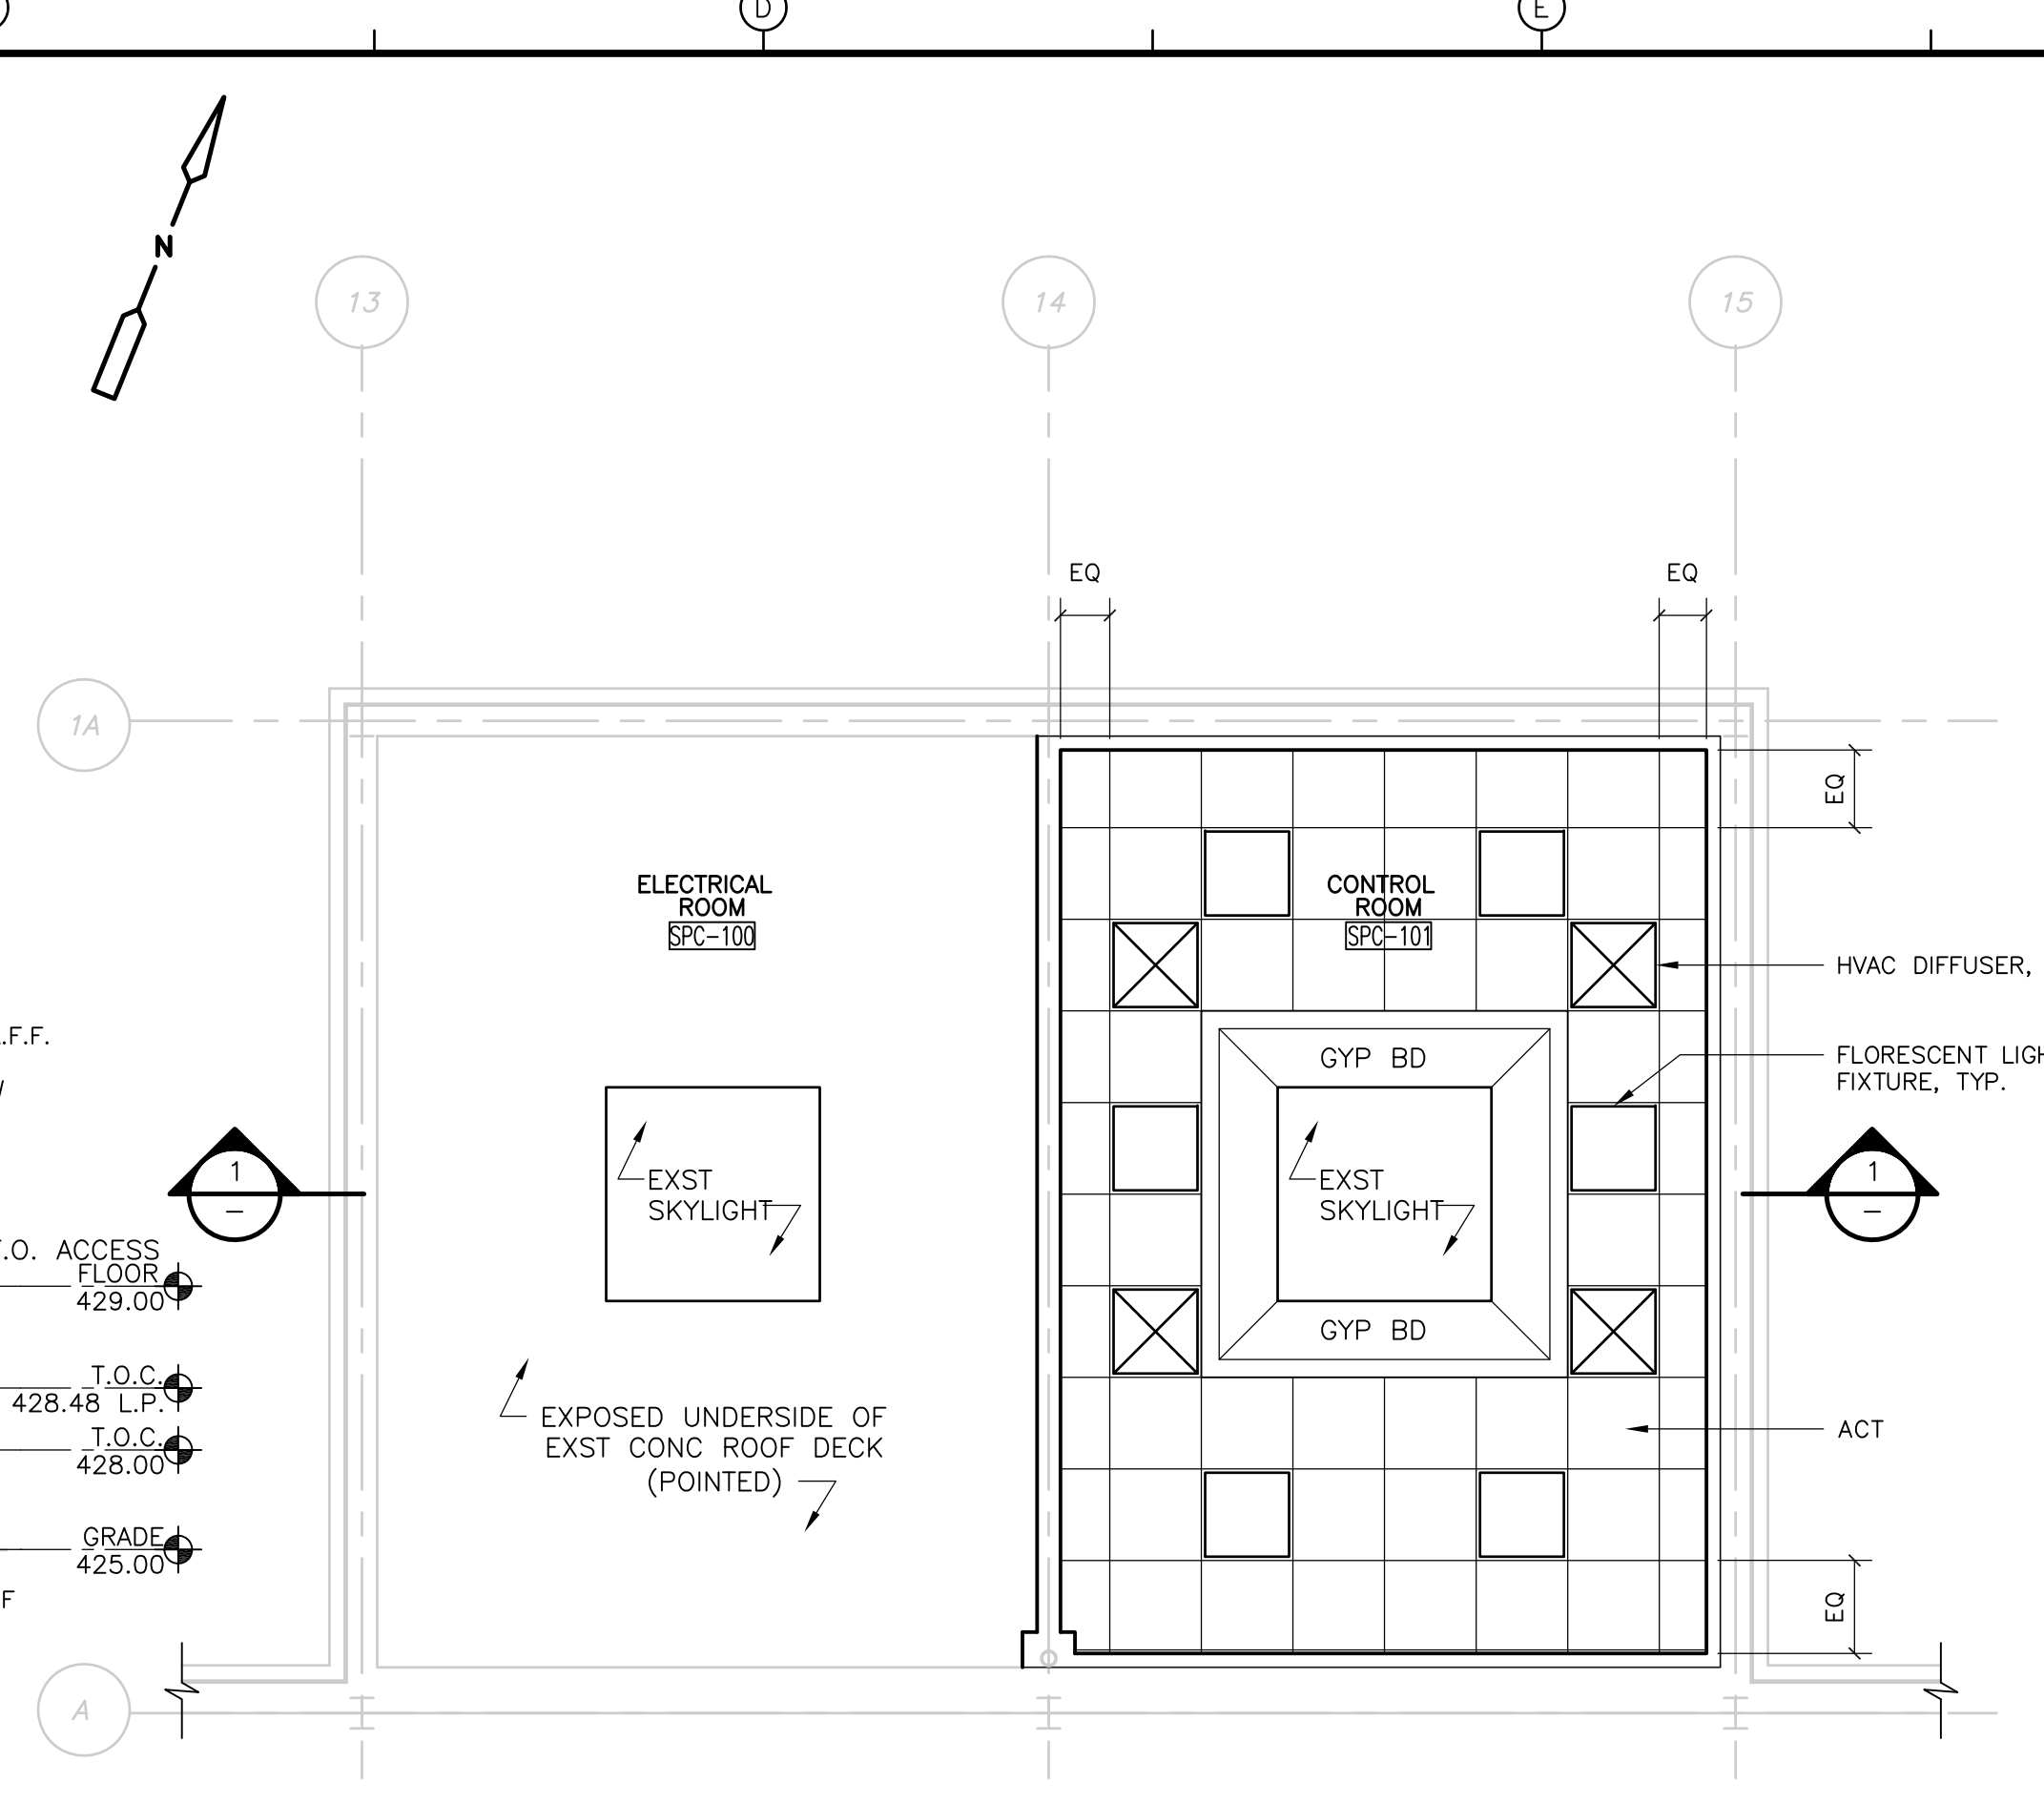 D
E
N
13
14
15
EQ
EQ
1A
EQ
ELECTRICAL
ROOM
SPC-100
CONTROL
ROOM
SPC-101
HVAC DIFFUSER,
.F.F.
GYP BD
FLORESCENT LIGH
FIXTURE, TYP.
1
–
EXST
SKYLIGHT
EXST
SKYLIGHT
1
–
.O. ACCESS
FLOOR
429.00
GYP BD
T.O.C.
428.48 L.P.
EXPOSED UNDERSIDE OF
EXST CONC ROOF DECK
(POINTED)
ACT
T.O.C.
428.00
GRADE
425.00
F
EQ
A